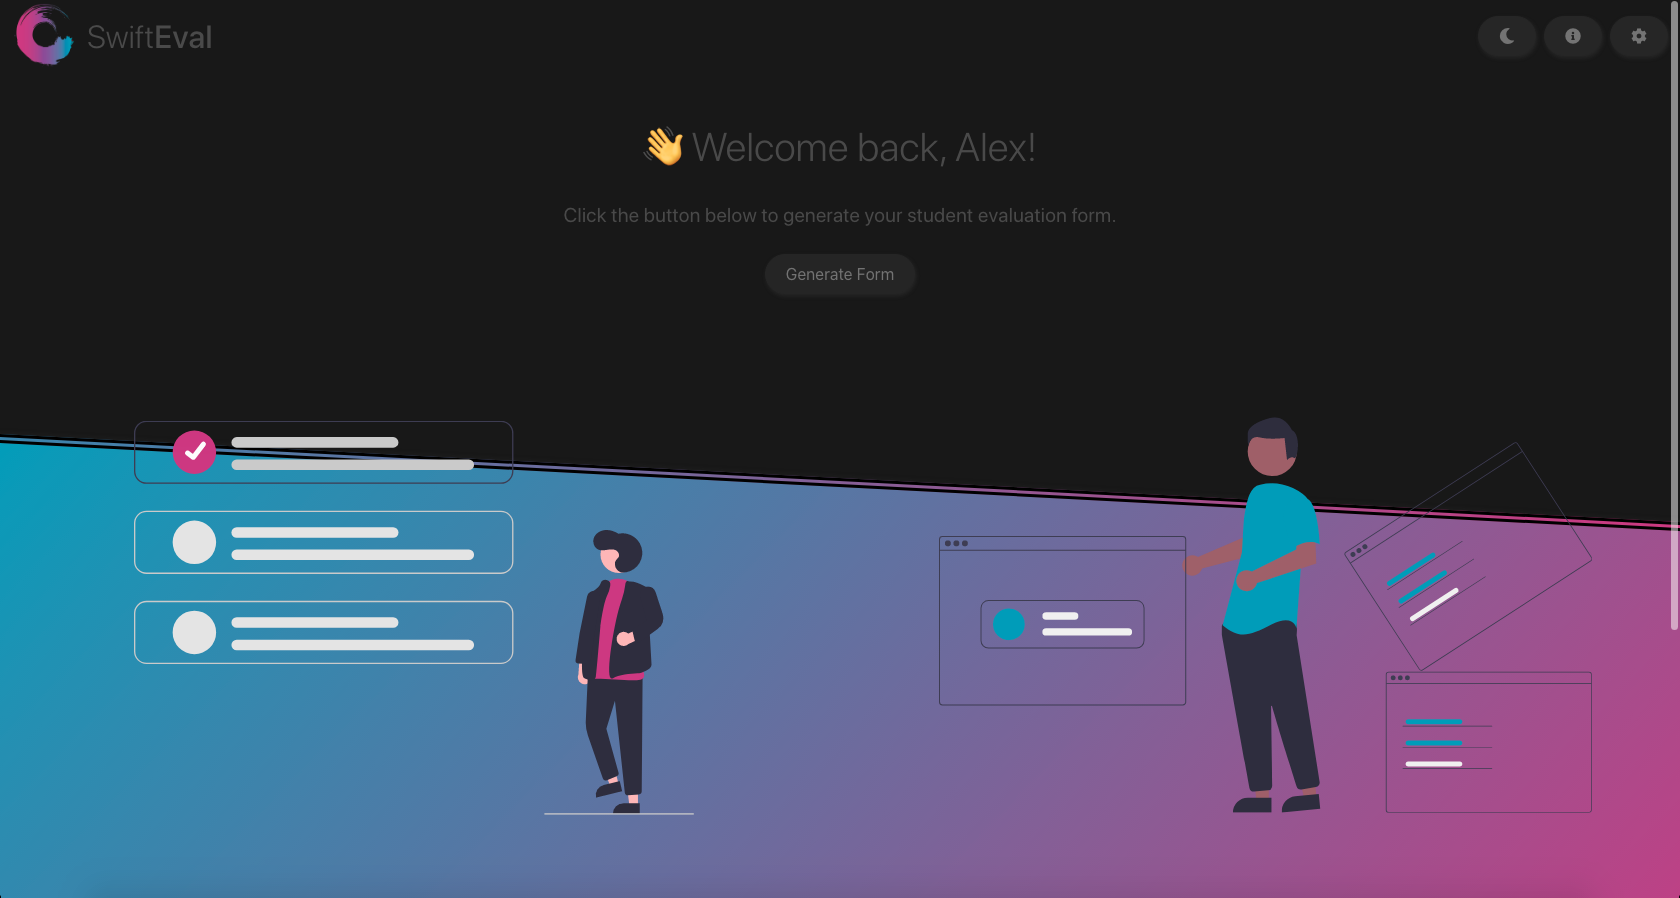 SwiftEval
👋 Welcome back, Alex!
Click the button below to generate your student evaluation form.
Generate Form